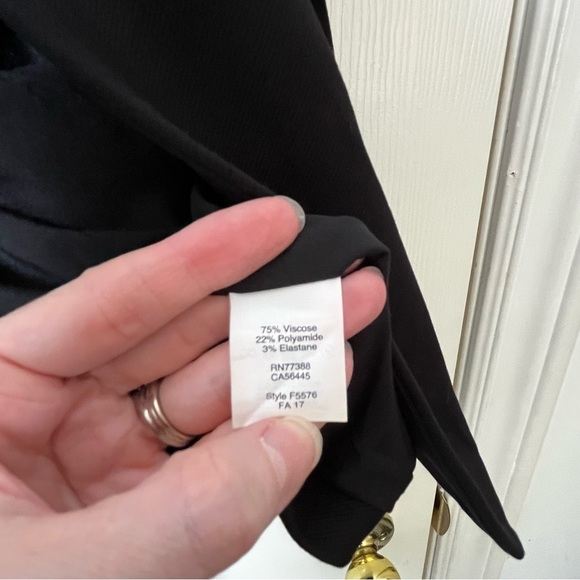 75% Viscose
22% Polyamide
3% Elastane
RN77388
CA56445
Style F5576
FA 17